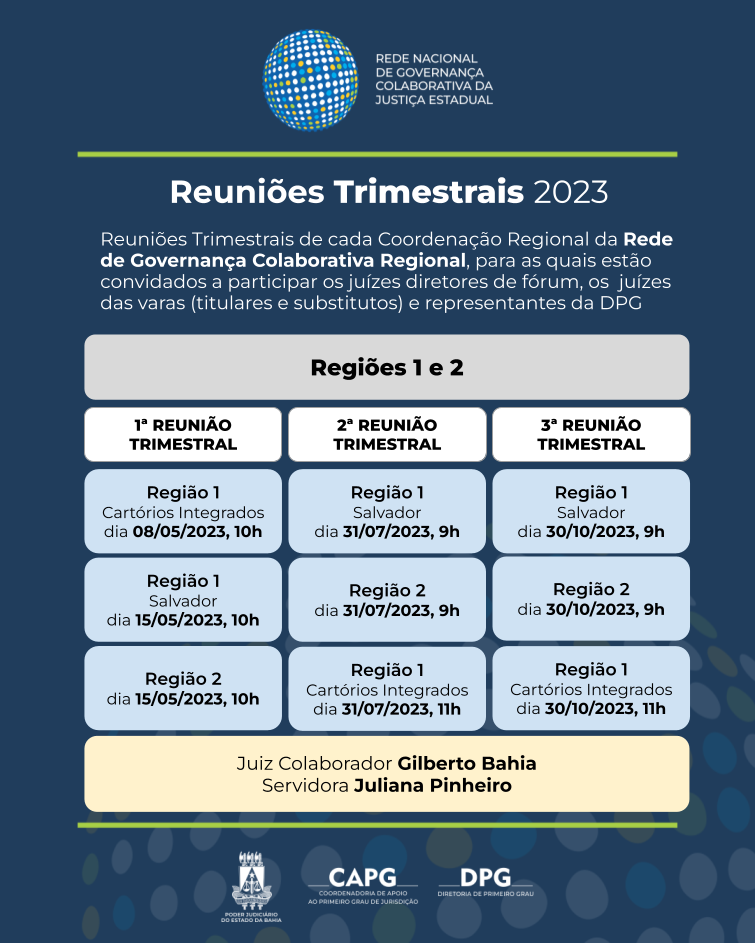 REDE NACIONAL
DE GOVERNANÇA
COLABORATIVA DA
JUSTIÇA ESTADUAL
Reuniões Trimestrais 2023
Reuniões Trimestrais de cada Coordenação Regional da Rede
de Governança Colaborativa Regional, para as quais estão
convidados a participar os juízes diretores de fórum, os juízes
das varas (titulares e substitutos) e representantes da DPG
Regiões 1 e 2
1ª REUNIÃO
TRIMESTRAL
2ª REUNIÃO
TRIMESTRAL
3ª REUNIÃO
TRIMESTRAL
Região 1
Cartórios Integrados
dia 08/05/2023, 10h
Região 1
Salvador
dia 31/07/2023, 9h
Região 1
Salvador
dia 30/10/2023, 9h
Região 1
Salvador
dia 15/05/2023, 10h
Região 2
dia 31/07/2023, 9h
Região 2
dia 30/10/2023, 9h
Região 2
dia 15/05/2023, 10h
Região 1
Cartórios Integrados
dia 31/07/2023, 11h
Região 1
Cartórios Integrados
dia 30/10/2023, 11h
Juiz Colaborador Gilberto Bahia
Servidora Juliana Pinheiro
PODER JUDICIÁRIO
DO ESTADO DA BAHIA
CAPG
COORDENADORIA DE APOIO
AO PRIMEIRO GRAU DE JURISDIÇÃO
DPG
DIRETORIA DE PRIMEIRO GRAU